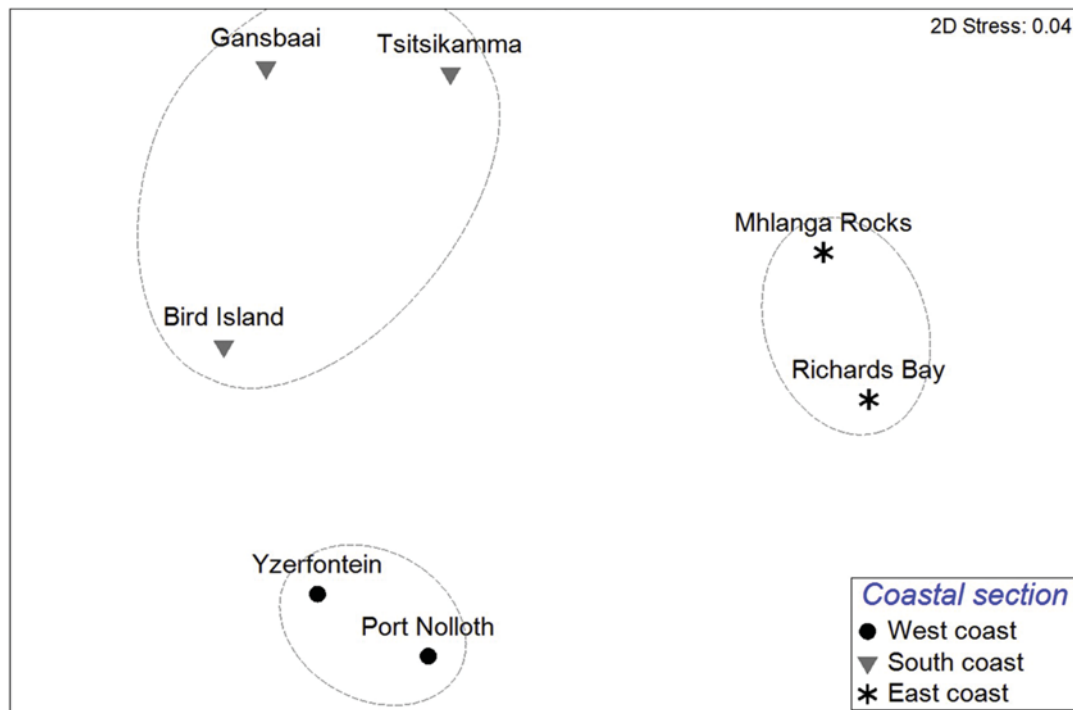 2D Stress: 0.04
Gansbaai
Tsitsikamma
Mhlanga Rocks
Bird Island
Richards Bay
Yzerfontein
Port Nolloth
Coastal section
West coast
South coast
East coast